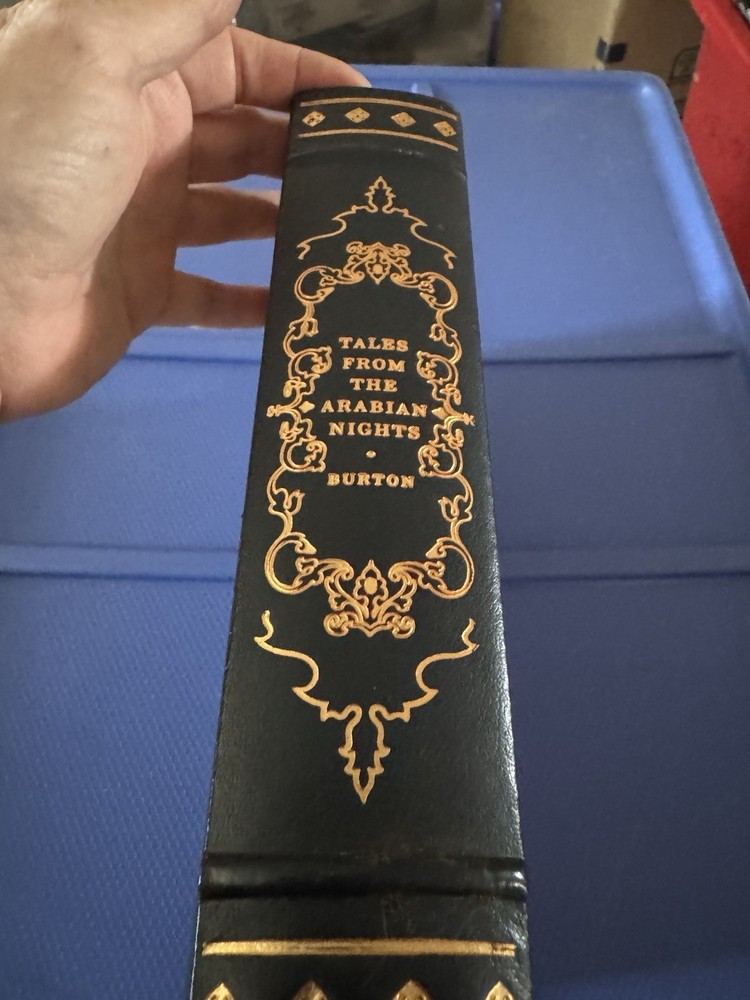 TALES
FROM
THE
ARABIAN
NIGHTS
BURTON